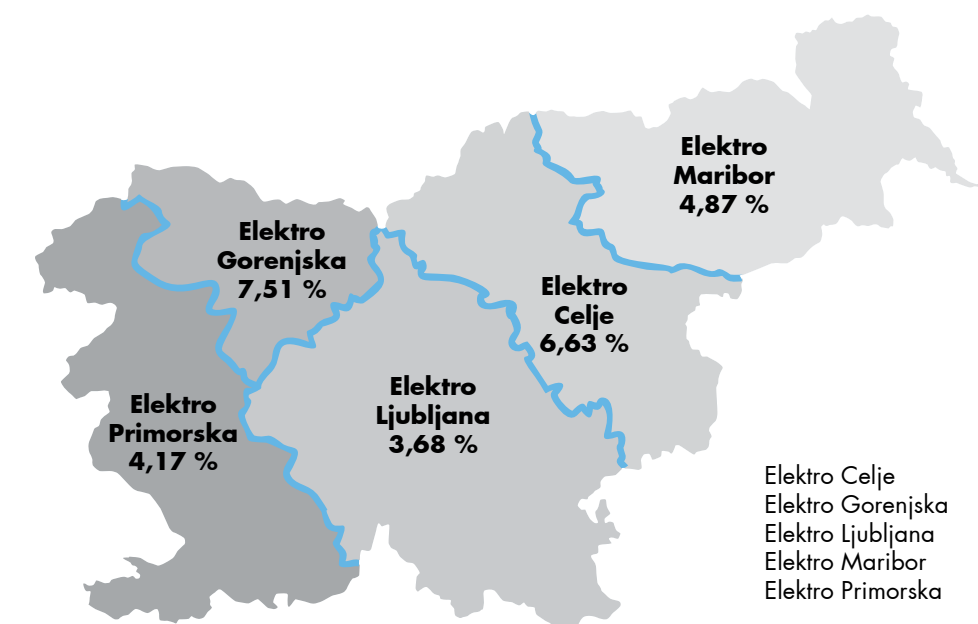 Elektro
Maribor
4,87 %
Elektro
Gorenjska
7,51 %
Elektro
Celje
6,63 %
Elektro
Ljubljana
3,68 %
Elektro
Primorska
4,17 %
Elektro Celje
Elektro Gorenjska
Elektro Ljubljana
Elektro Maribor
Elektro Primorska